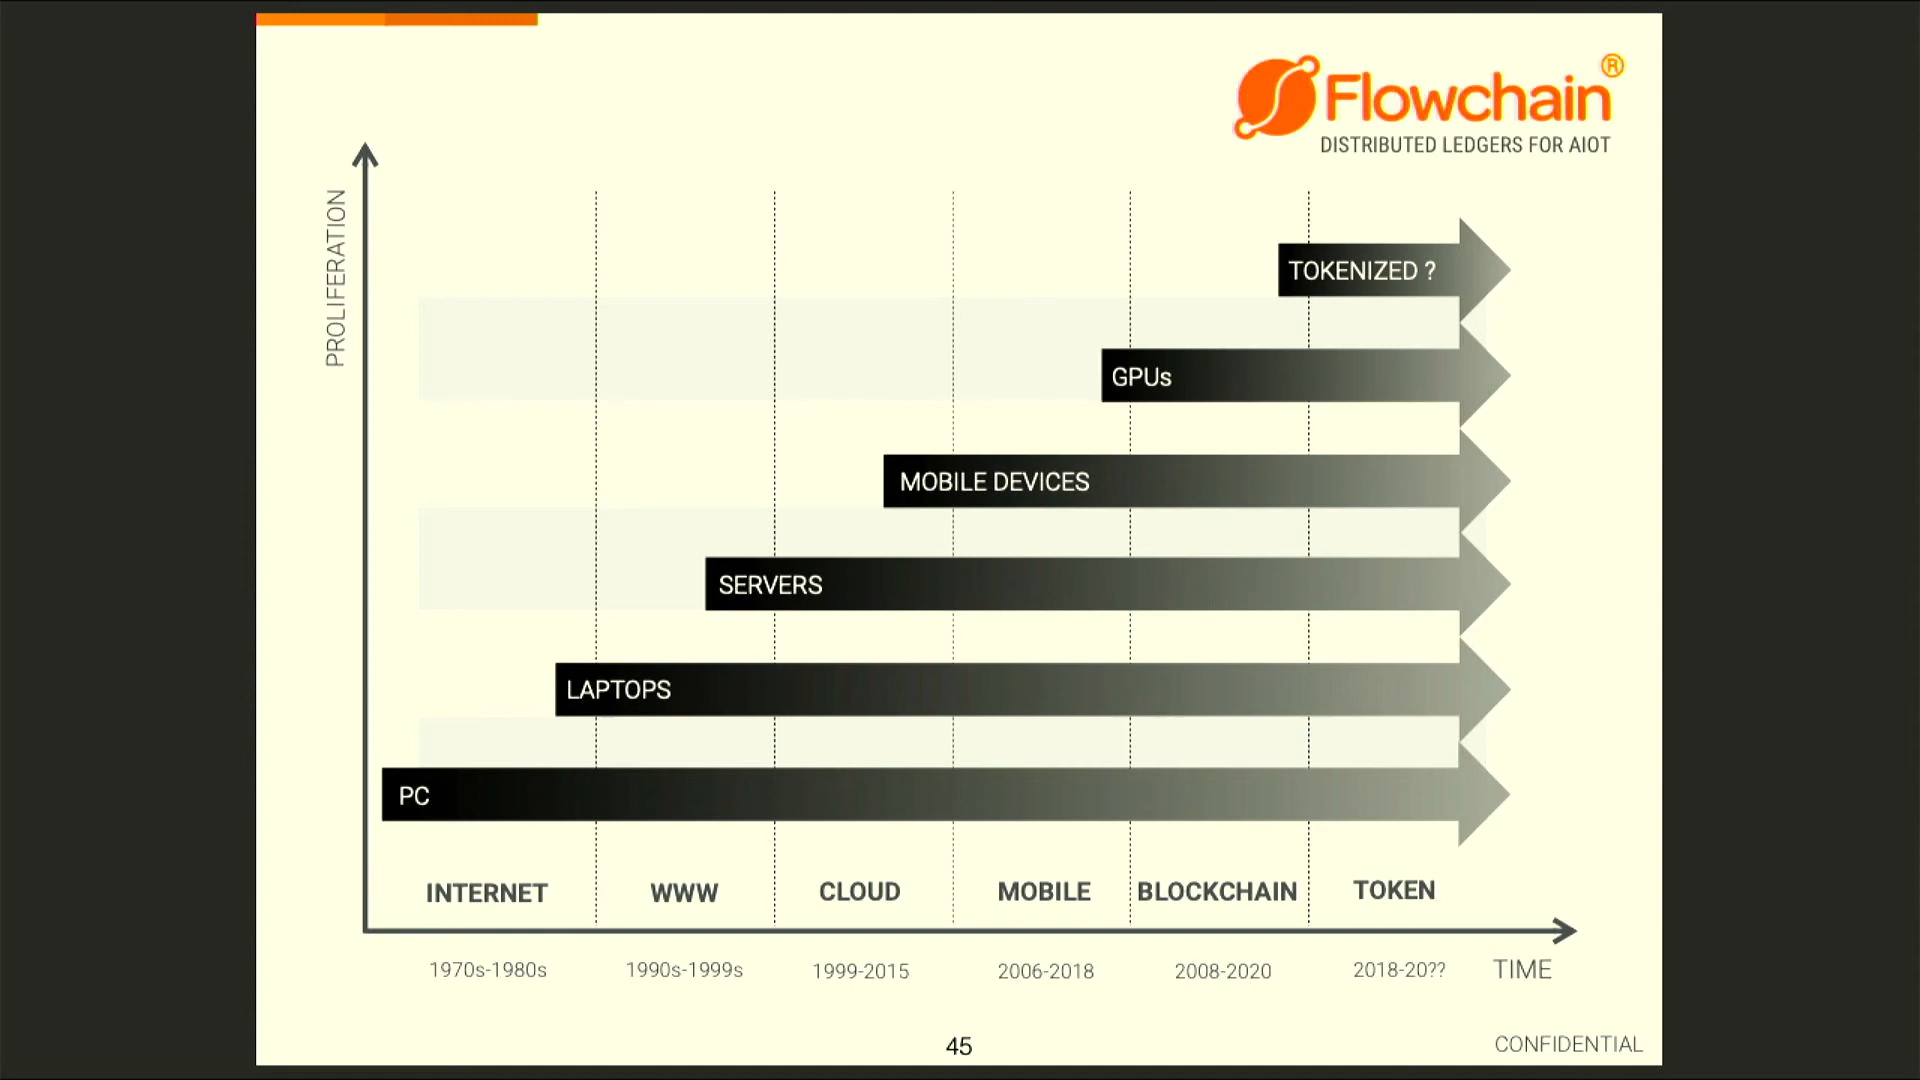 Flowchain®
DISTRIBUTED LEDGERS FOR AIOT
PROLIFERATION
TOKENIZED ?
GPUs
MOBILE DEVICES
SERVERS
LAPTOPS
PC
INTERNET WWW CLOUD MOBILE BLOCKCHAIN TOKEN
1970s-1980s 1990s-1999s 1999-2015 2006-2018 2008-2020 2018-20?? TIME
45
CONFIDENTIAL